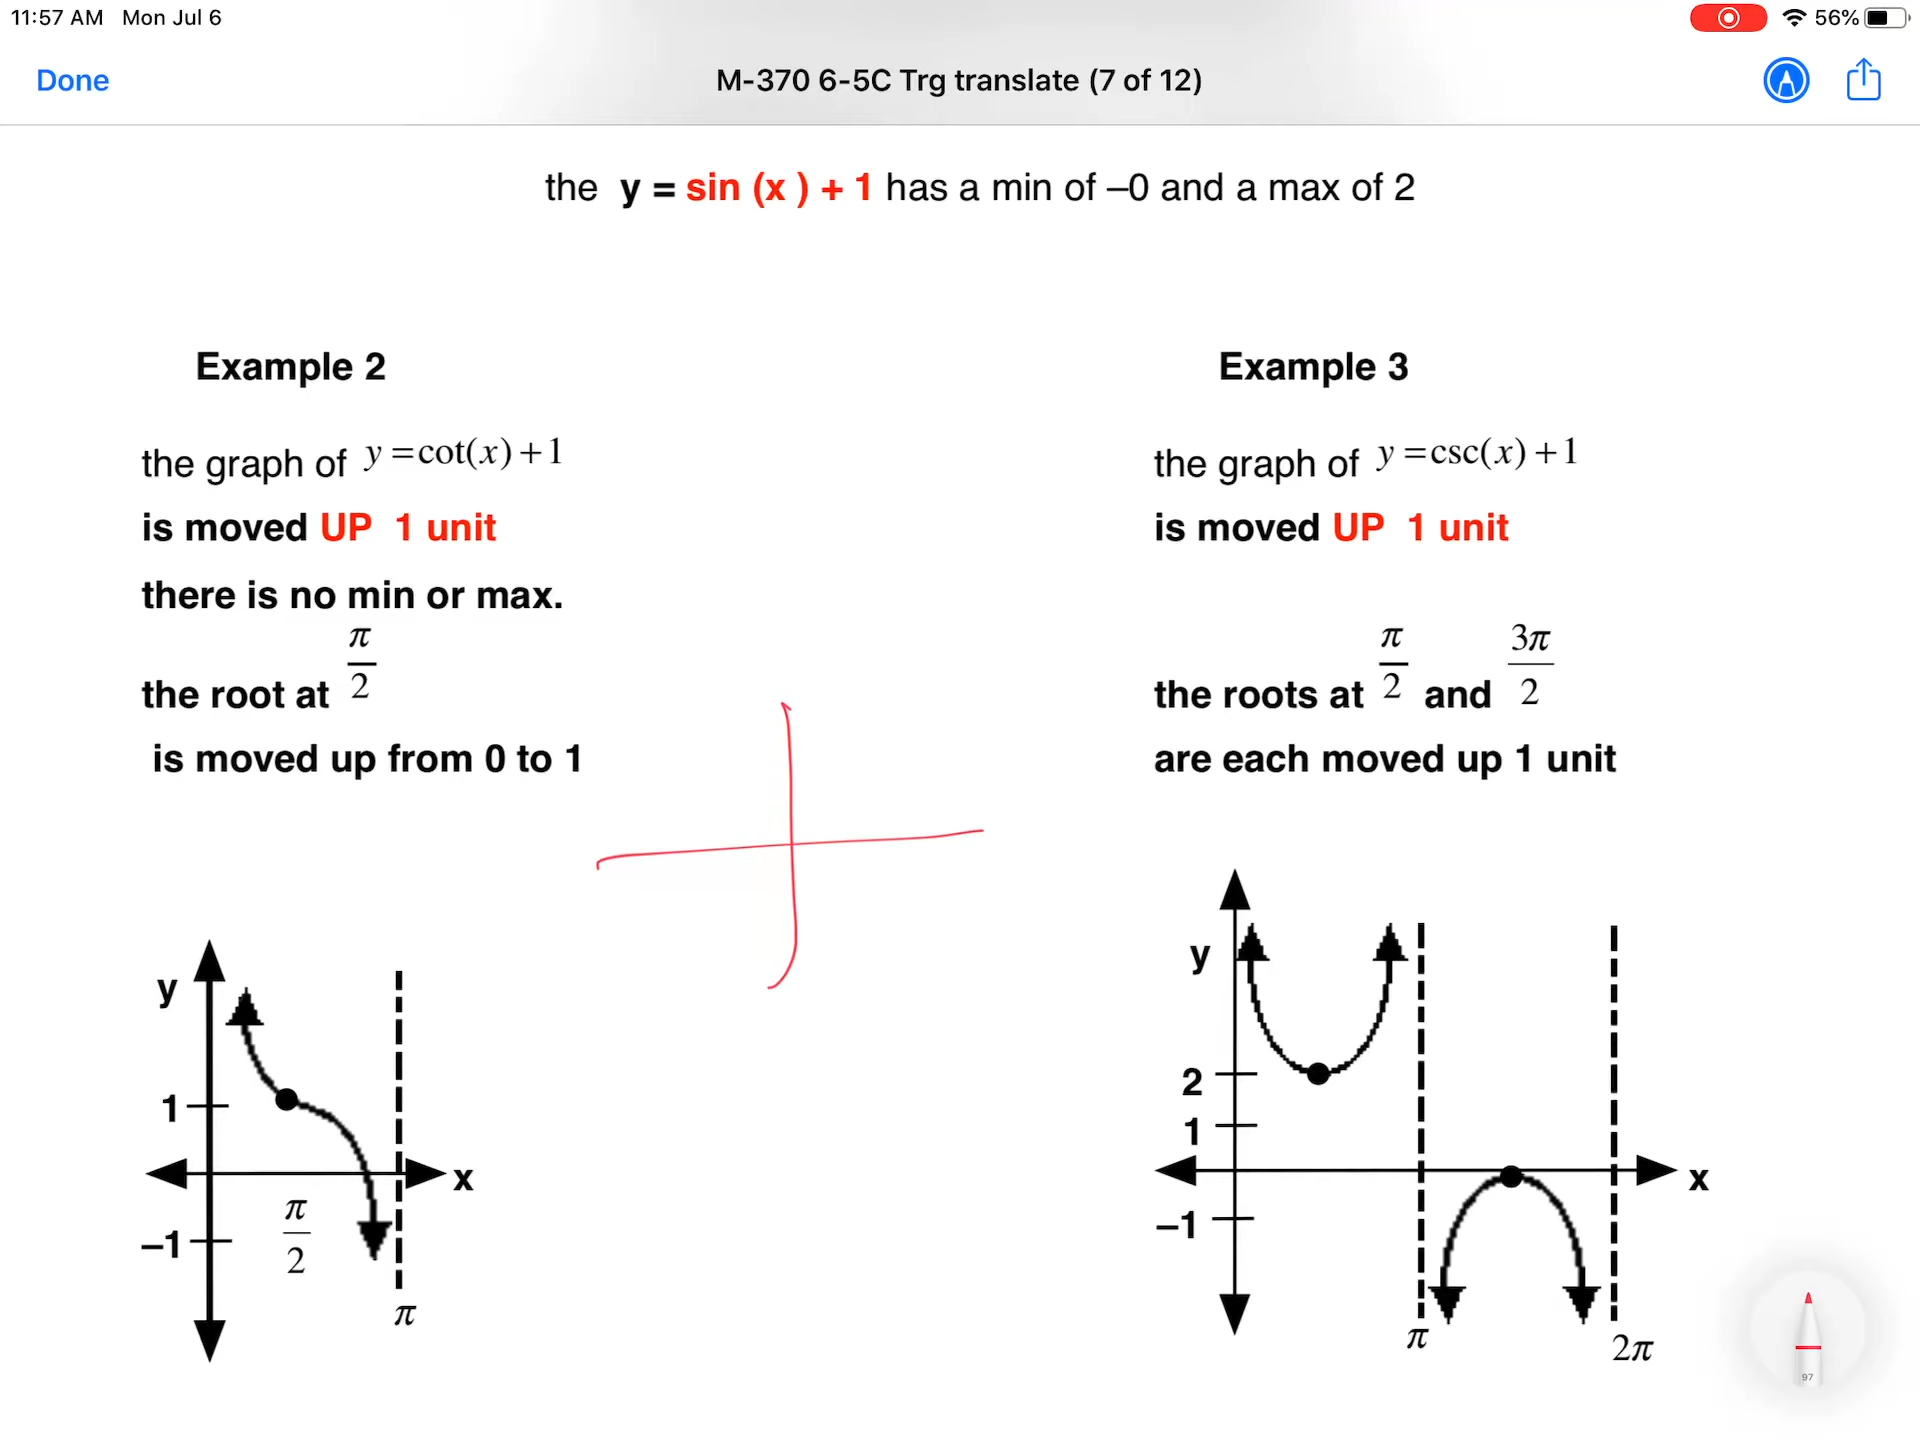 11:57 AM Mon Jul 6
56%
Done
M-370 6-5C Trg translate (7 of 12)
the y = sin (x ) + 1 has a min of –0 and a max of 2
Example 2
the graph of y = cot(x) + 1
is moved UP 1 unit
there is no min or max.
the root at π/2
is moved up from 0 to 1
y
1
x
–1
π/2
π
Example 3
the graph of y = csc(x) + 1
is moved UP 1 unit
the roots at π/2 and 3π/2
are each moved up 1 unit
y
2
1
x
–1
π
2π
97